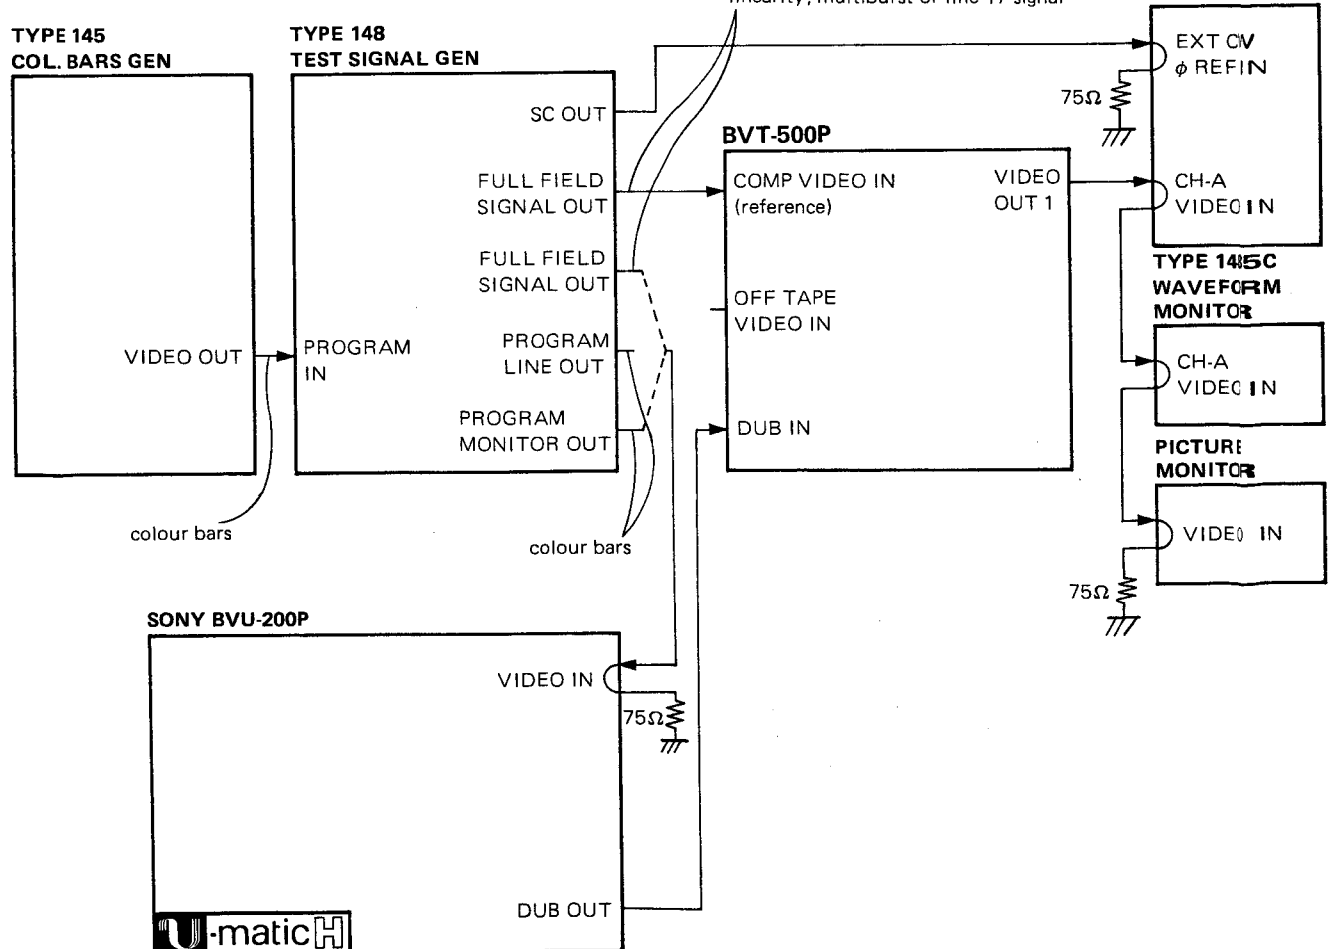 linearity, multiburst or line 17 signal
TYPE 145
COL. BARS GEN
VIDEO OUT
colour bars
TYPE 148
TEST SIGNAL GEN
SC OUT
FULL FIELD
SIGNAL OUT
FULL FIELD
SIGNAL OUT
PROGRAM
IN
PROGRAM
LINE OUT
PROGRAM
MONITOR OUT
colour bars
BVT-500P
COMP VIDEO IN
(reference)
VIDEO
OUT 1
OFF TAPE
VIDEO IN
DUB IN
EXT CW
φ REF IN
75Ω
CH-A
VIDEO IN
TYPE 1485C
WAVEFORM
MONITOR
CH-A
VIDEO IN
PICTURE
MONITOR
VIDEO IN
75Ω
SONY BVU-200P
VIDEO IN
75Ω
DUB OUT
U-matic H